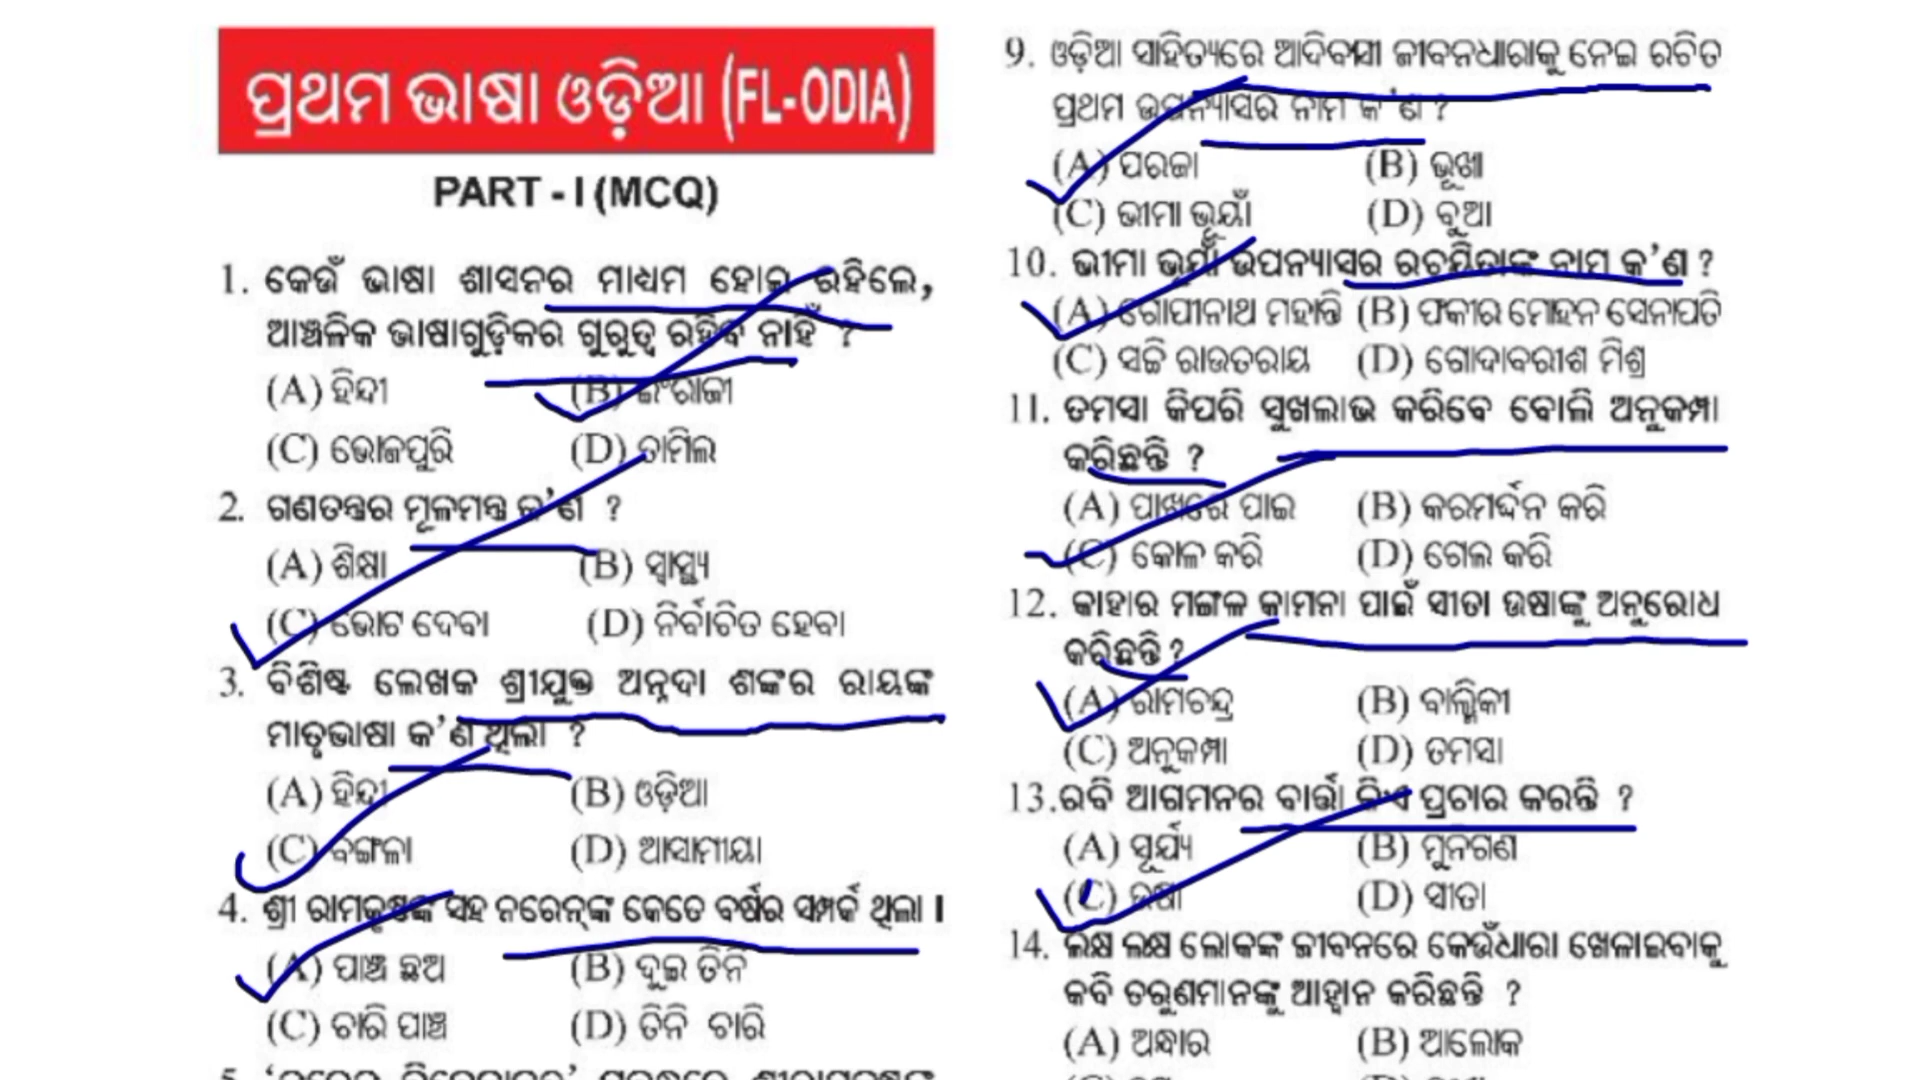 ପ୍ରଥମ ଭାଷା ଓଡ଼ିଆ (FL-ODIA)
PART - I (MCQ)
1. କେଉଁ ଭାଷା ଶାସନର ମାଧ୍ୟମ ହୋଇ ରହିଲେ,
ଆଞ୍ଚଳିକ ଭାଷାଗୁଡ଼ିକର ଗୁରୁତ୍ୱ ରହିବ ନାହିଁ ?
(A) ହିନ୍ଦୀ (B) ଇଂରାଜୀ
(C) ଭୋଜପୁରି (D) ତାମିଲ
2. ଗଣତନ୍ତ୍ରର ମୂଳମନ୍ତ୍ର କ'ଣ ?
(A) ଶିକ୍ଷା (B) ସ୍ୱାସ୍ଥ୍ୟ
(C) ଭୋଟ ଦେବା (D) ନିର୍ବାଚିତ ହେବା
3. ବିଶିଷ୍ଟ ଲେଖକ ଶ୍ରୀଯୁକ୍ତ ଅନ୍ନଦା ଶଙ୍କର ରାୟଙ୍କ
ମାତୃଭାଷା କ'ଣ ଥିଲା ?
(A) ହିନ୍ଦୀ (B) ଓଡ଼ିଆ
(C) ବଙ୍ଗଳା (D) ଆସାମୀୟା
4. ଶ୍ରୀ ରାମକୃଷ୍ଣଙ୍କ ସହ ନରେନ୍‌ଙ୍କ କେତେ ବର୍ଷର ସମ୍ପର୍କ ଥିଲା ।
(A) ପାଞ୍ଚ ଛଅ (B) ଦୁଇ ତିନି
(C) ଚାରି ପାଞ୍ଚ (D) ତିନି ଚାରି
9. ଓଡ଼ିଆ ସାହିତ୍ୟରେ ଆଦିବାସୀ ଜୀବନଧାରାକୁ ନେଇ ରଚିତ
ପ୍ରଥମ ଉପନ୍ୟାସର ନାମ କ'ଣ ?
(A) ପରଜା (B) ଭୂଖା
(C) ଭୀମା ଭୂୟାଁ (D) ବୁଆ
10. ଭୀମା ଭୂୟାଁ ଉପନ୍ୟାସର ରଚୟିତାଙ୍କ ନାମ କ'ଣ ?
(A) ଗୋପୀନାଥ ମହାନ୍ତି (B) ଫକୀର ମୋହନ ସେନାପତି
(C) ସଚ୍ଚି ରାଉତରାୟ (D) ଗୋଦାବରୀଶ ମିଶ୍ର
11. ତମସା କିପରି ସୁଖଲାଭ କରିବେ ବୋଲି ଅନୁକମ୍ପା
କରିଛନ୍ତି ?
(A) ପାଖରେ ପାଇ (B) କରମର୍ଦ୍ଦନ କରି
(C) କୋଳ କରି (D) ଗେଲ କରି
12. କାହାର ମଙ୍ଗଳ କାମନା ପାଇଁ ସୀତା ଉଷାଙ୍କୁ ଅନୁରୋଧ
କରିଛନ୍ତି ?
(A) ରାମଚନ୍ଦ୍ର (B) ବାଲ୍ମିକୀ
(C) ଅନୁକମ୍ପା (D) ତମସା
13. ରବି ଆଗମନର ବାର୍ତ୍ତା କିଏ ପ୍ରଚାର କରନ୍ତି ?
(A) ସୂର୍ଯ୍ୟ (B) ମୁନିଗଣ
(C) ଉଷା (D) ସୀତା
14. ଲକ୍ଷ ଲକ୍ଷ ଲୋକଙ୍କ ଜୀବନରେ କେଉଁଧାରା ଖେଳାଇବାକୁ
କବି ତରୁଣମାନଙ୍କୁ ଆହ୍ୱାନ କରିଛନ୍ତି ?
(A) ଅନ୍ଧାର (B) ଆଲୋକ